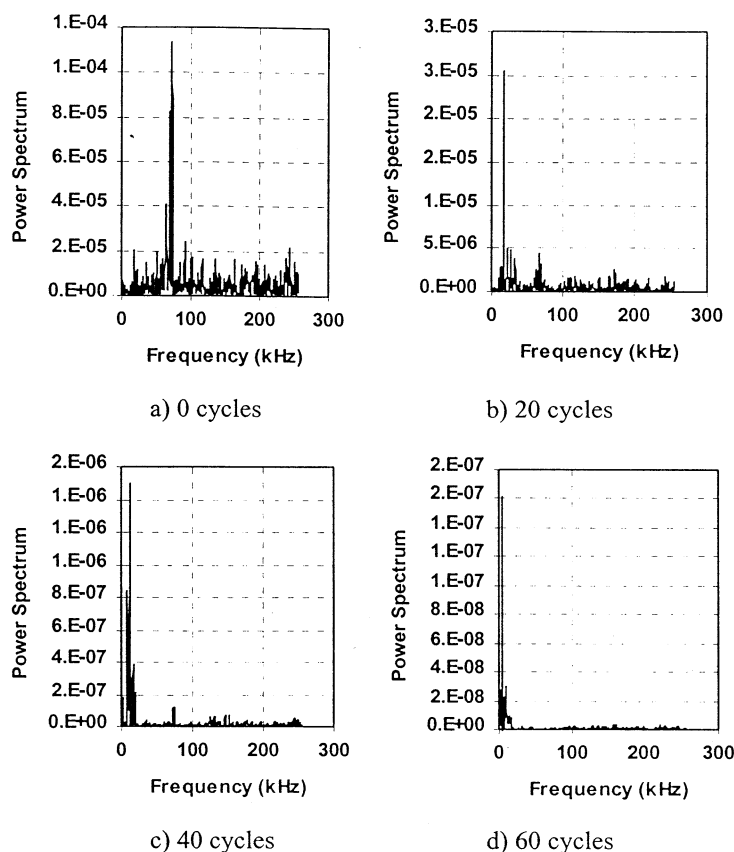 Power Spectrum
1.E-04
1.E-04
8.E-05
6.E-05
4.E-05
2.E-05
0.E+00
0 100 200 300
Frequency (kHz)
a) 0 cycles
Power Spectrum
3.E-05
3.E-05
2.E-05
2.E-05
1.E-05
5.E-06
0.E+00
0 100 200 300
Frequency (kHz)
b) 20 cycles
Power Spectrum
2.E-06
1.E-06
1.E-06
1.E-06
8.E-07
6.E-07
4.E-07
2.E-07
0.E+00
0 100 200 300
Frequency (kHz)
c) 40 cycles
Power Spectrum
2.E-07
2.E-07
1.E-07
1.E-07
1.E-07
8.E-08
6.E-08
4.E-08
2.E-08
0.E+00
0 100 200 300
Frequency (kHz)
d) 60 cycles